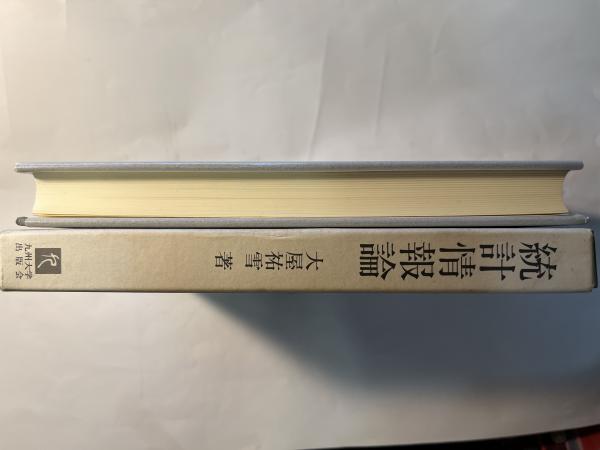 統計情報論
大屋祐雪 著
九州大学
出版会